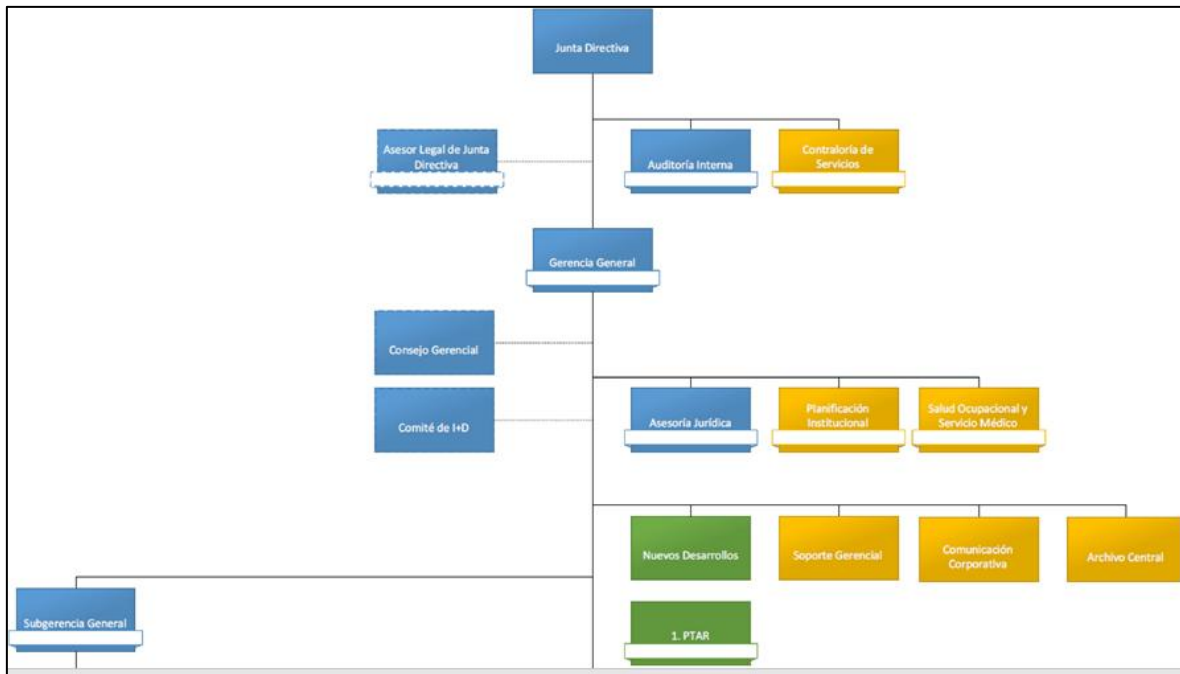 Junta Directiva
Asesor Legal de Junta
Directiva
Auditoría Interna
Contraloría de
Servicios
Gerencia General
Consejo Gerencial
Comité de I+D
Asesoría Jurídica
Planificación
Institucional
Salud Ocupacional y
Servicio Médico
Nuevos Desarrollos
Soporte Gerencial
Comunicación
Corporativa
Archivo Central
Subgerencia General
1. PTAR